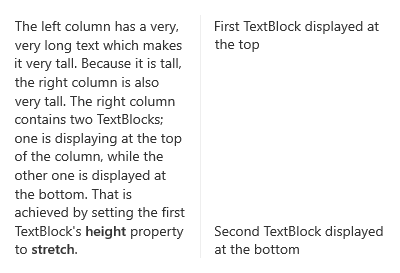 The left column has a very,
very long text which makes
it very tall. Because it is tall,
the right column is also
very tall. The right column
contains two TextBlocks;
one is displaying at the top
of the column, while the
other one is displayed at
the bottom. That is
achieved by setting the first
TextBlock's height property
to stretch.
First TextBlock displayed at
the top
Second TextBlock displayed
at the bottom